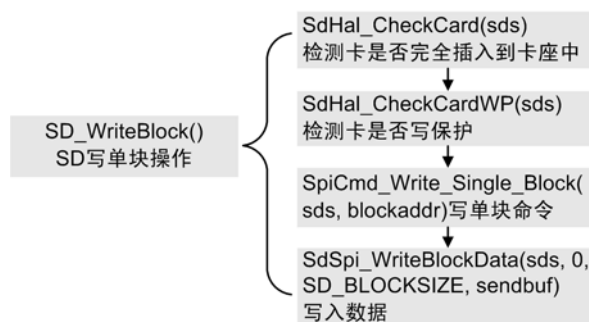 SD_WriteBlock()
SD写单块操作
SdHal_CheckCard(sds)
检测卡是否完全插入到卡座中
SdHal_CheckCardWP(sds)
检测卡是否写保护
SpiCmd_Write_Single_Block(
sds, blockaddr)写单块命令
SdSpi_WriteBlockData(sds, 0,
SD_BLOCKSIZE, sendbuf)
写入数据